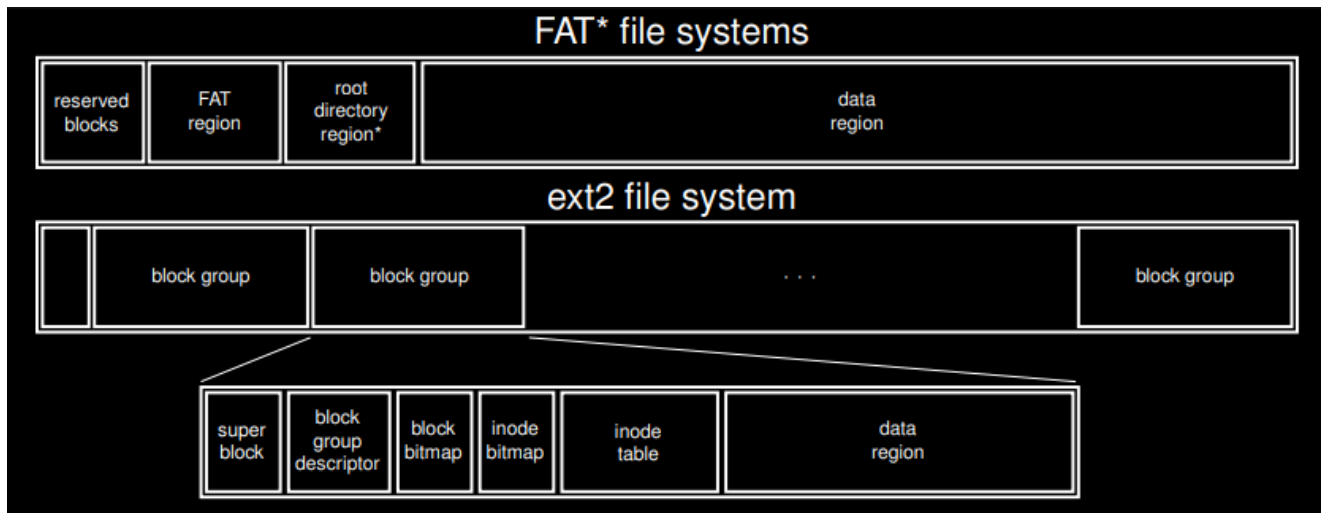 FAT* file systems
reserved
blocks
FAT
region
root
directory
region*
data
region
ext2 file system
block group
block group
. . .
block group
super
block
block
group
descriptor
block
bitmap
inode
bitmap
inode
table
data
region